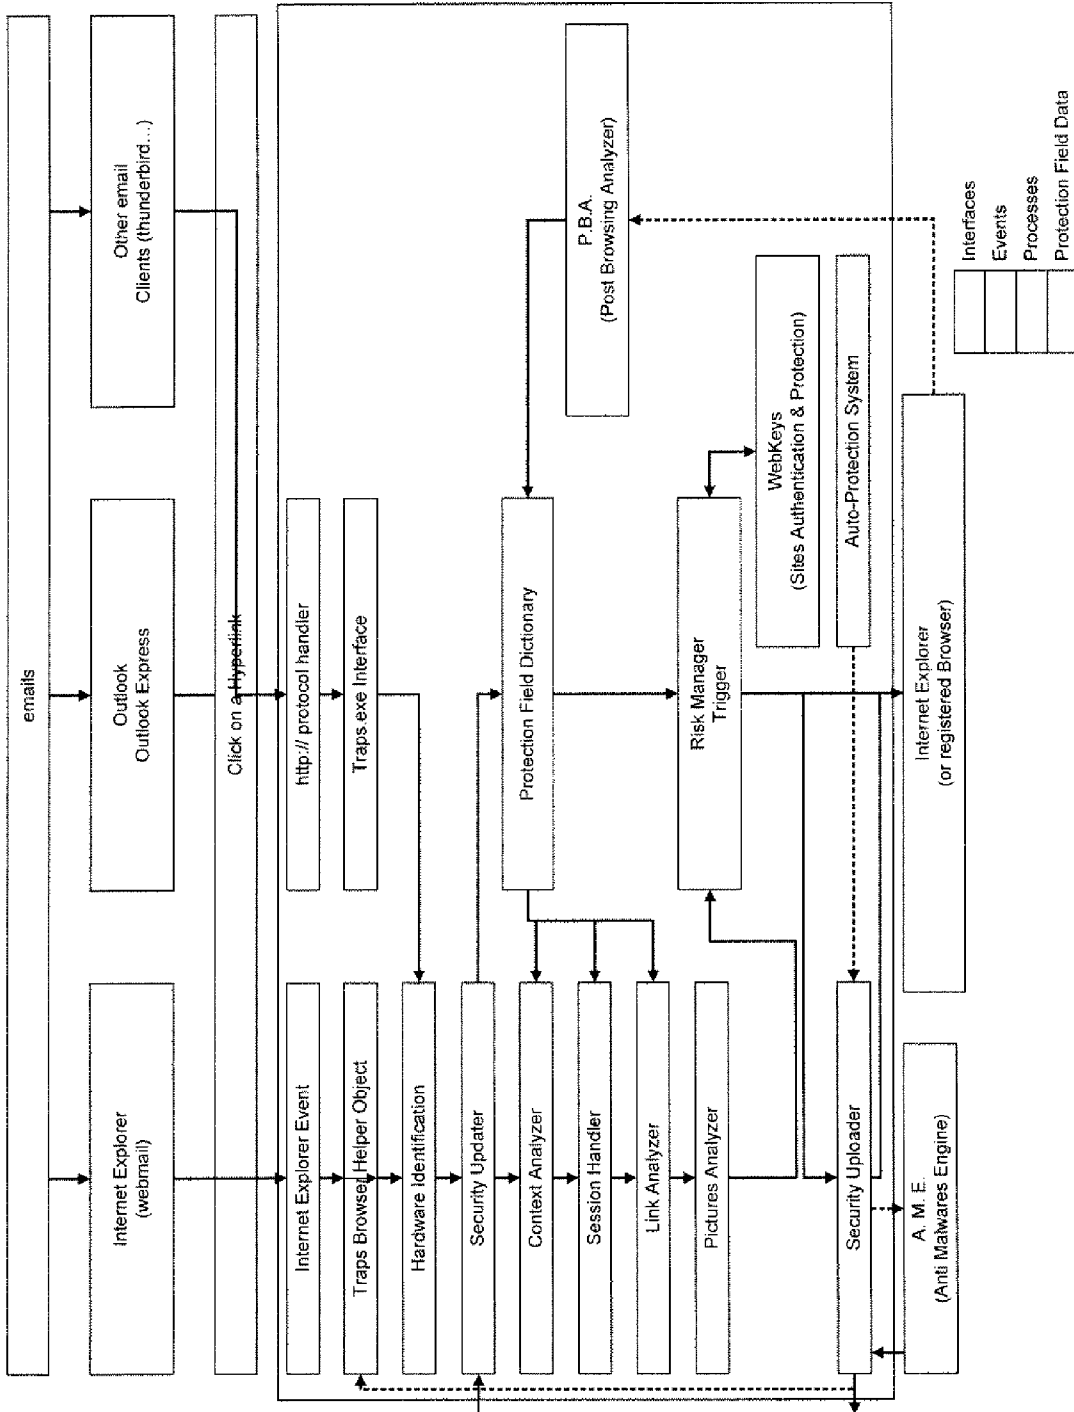 emails
Internet Explorer
(webmail)
Outlook
Outlook Express
Other email
Clients (thunderbird...)
Click on a Hyperlink
Internet Explorer Event
http:// protocol handler
Traps Browser Helper Object
Traps.exe Interface
Hardware Identification
Security Updater
Context Analyzer
Session Handler
Link Analyzer
Pictures Analyzer
Protection Field Dictionary
P.B.A.
(Post Browsing Analyzer)
Risk Manager
Trigger
WebKeys
(Sites Authentication & Protection)
Auto-Protection System
Security Uploader
A. M. E.
(Anti Malwares Engine)
Internet Explorer
(or registered Browser)
Interfaces
Events
Processes
Protection Field Data